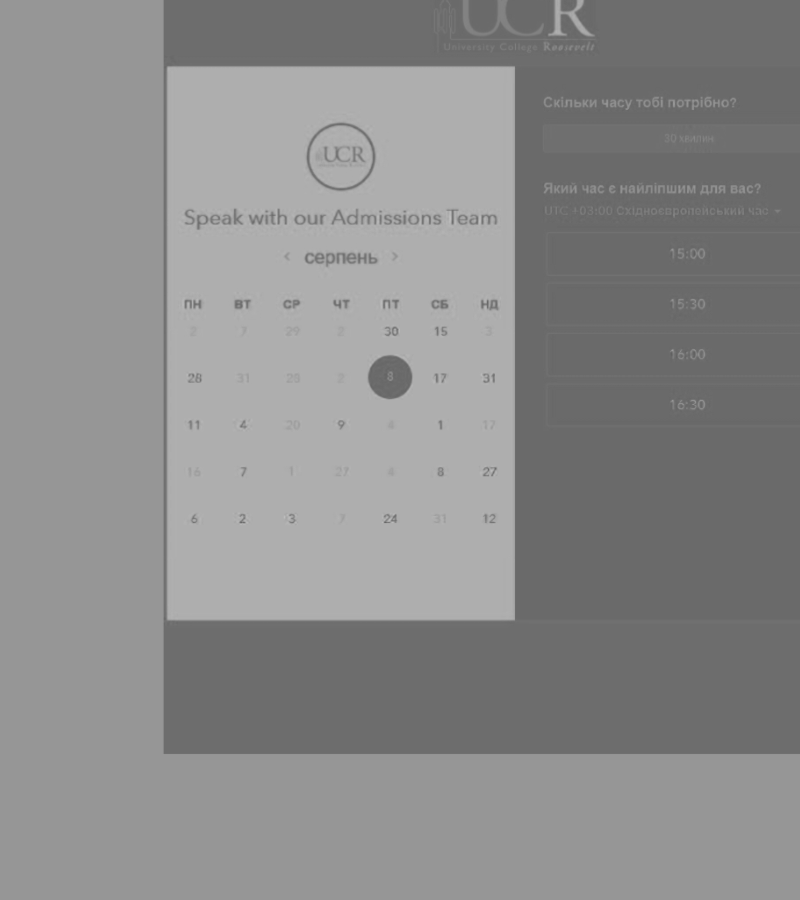 UCR
University College Roosevelt
UCR
Speak with our Admissions Team
< серпень >
ПН ВТ СР ЧТ ПТ СБ НД
2 7 29 2 30 15 3
28 31 28 2 8 17 31
11 4 20 9 4 1 17
16 7 1 27 4 8 27
6 2 3 7 24 31 12
Скільки часу тобі потрібно?
30 хвилин
Який час є найліпшим для вас?
UTC +03:00 Східноєвропейський час
15:00
15:30
16:00
16:30